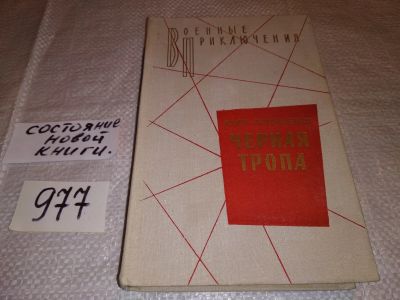 Военные
Приключения
состояние
новой
книги.
977
ЧЕРНАЯ
ТРОПА